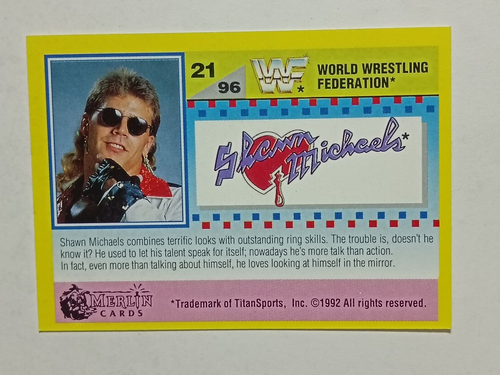 21
96
WF
*
WORLD WRESTLING
FEDERATION*
Shawn
Michaels*
Shawn Michaels combines terrific looks with outstanding ring skills. The trouble is, doesn't he
know it? He used to let his talent speak for itself; nowadays he's more talk than action.
In fact, even more than talking about himself, he loves looking at himself in the mirror.
MERLIN
CARDS
*Trademark of TitanSports, Inc. ©1992 All rights reserved.